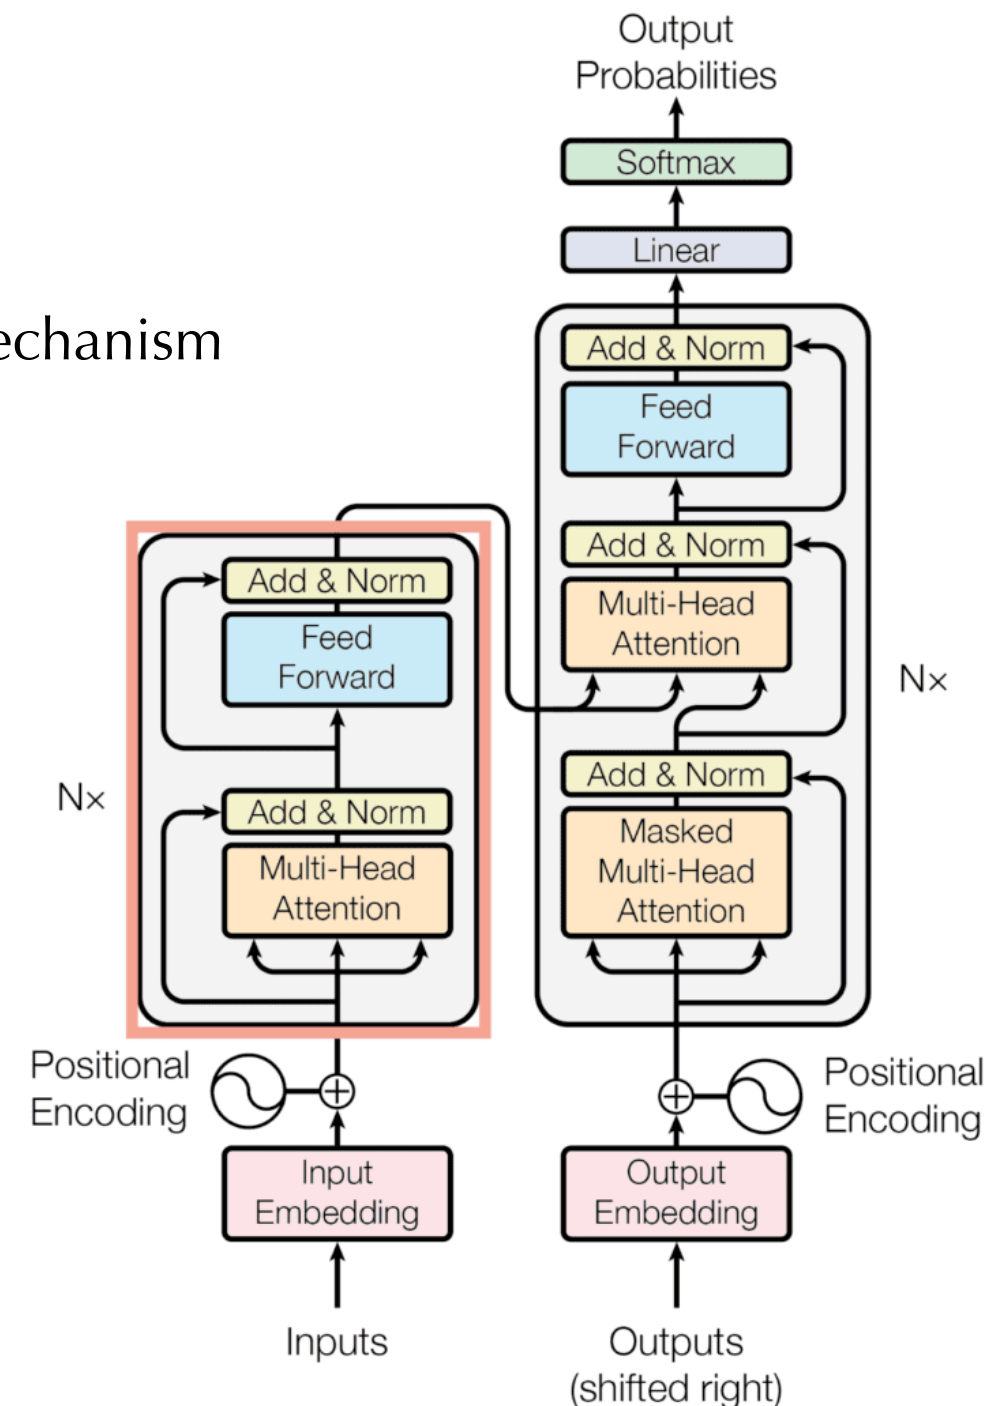 Output
Probabilities
Softmax
Linear
echanism
Add & Norm
Feed
Forward
Add & Norm
Multi-Head
Attention
N×
Add & Norm
Masked
Multi-Head
Attention
Add & Norm
Feed
Forward
N×
Add & Norm
Multi-Head
Attention
Positional
Encoding
Positional
Encoding
Input
Embedding
Output
Embedding
Inputs
Outputs
(shifted right)